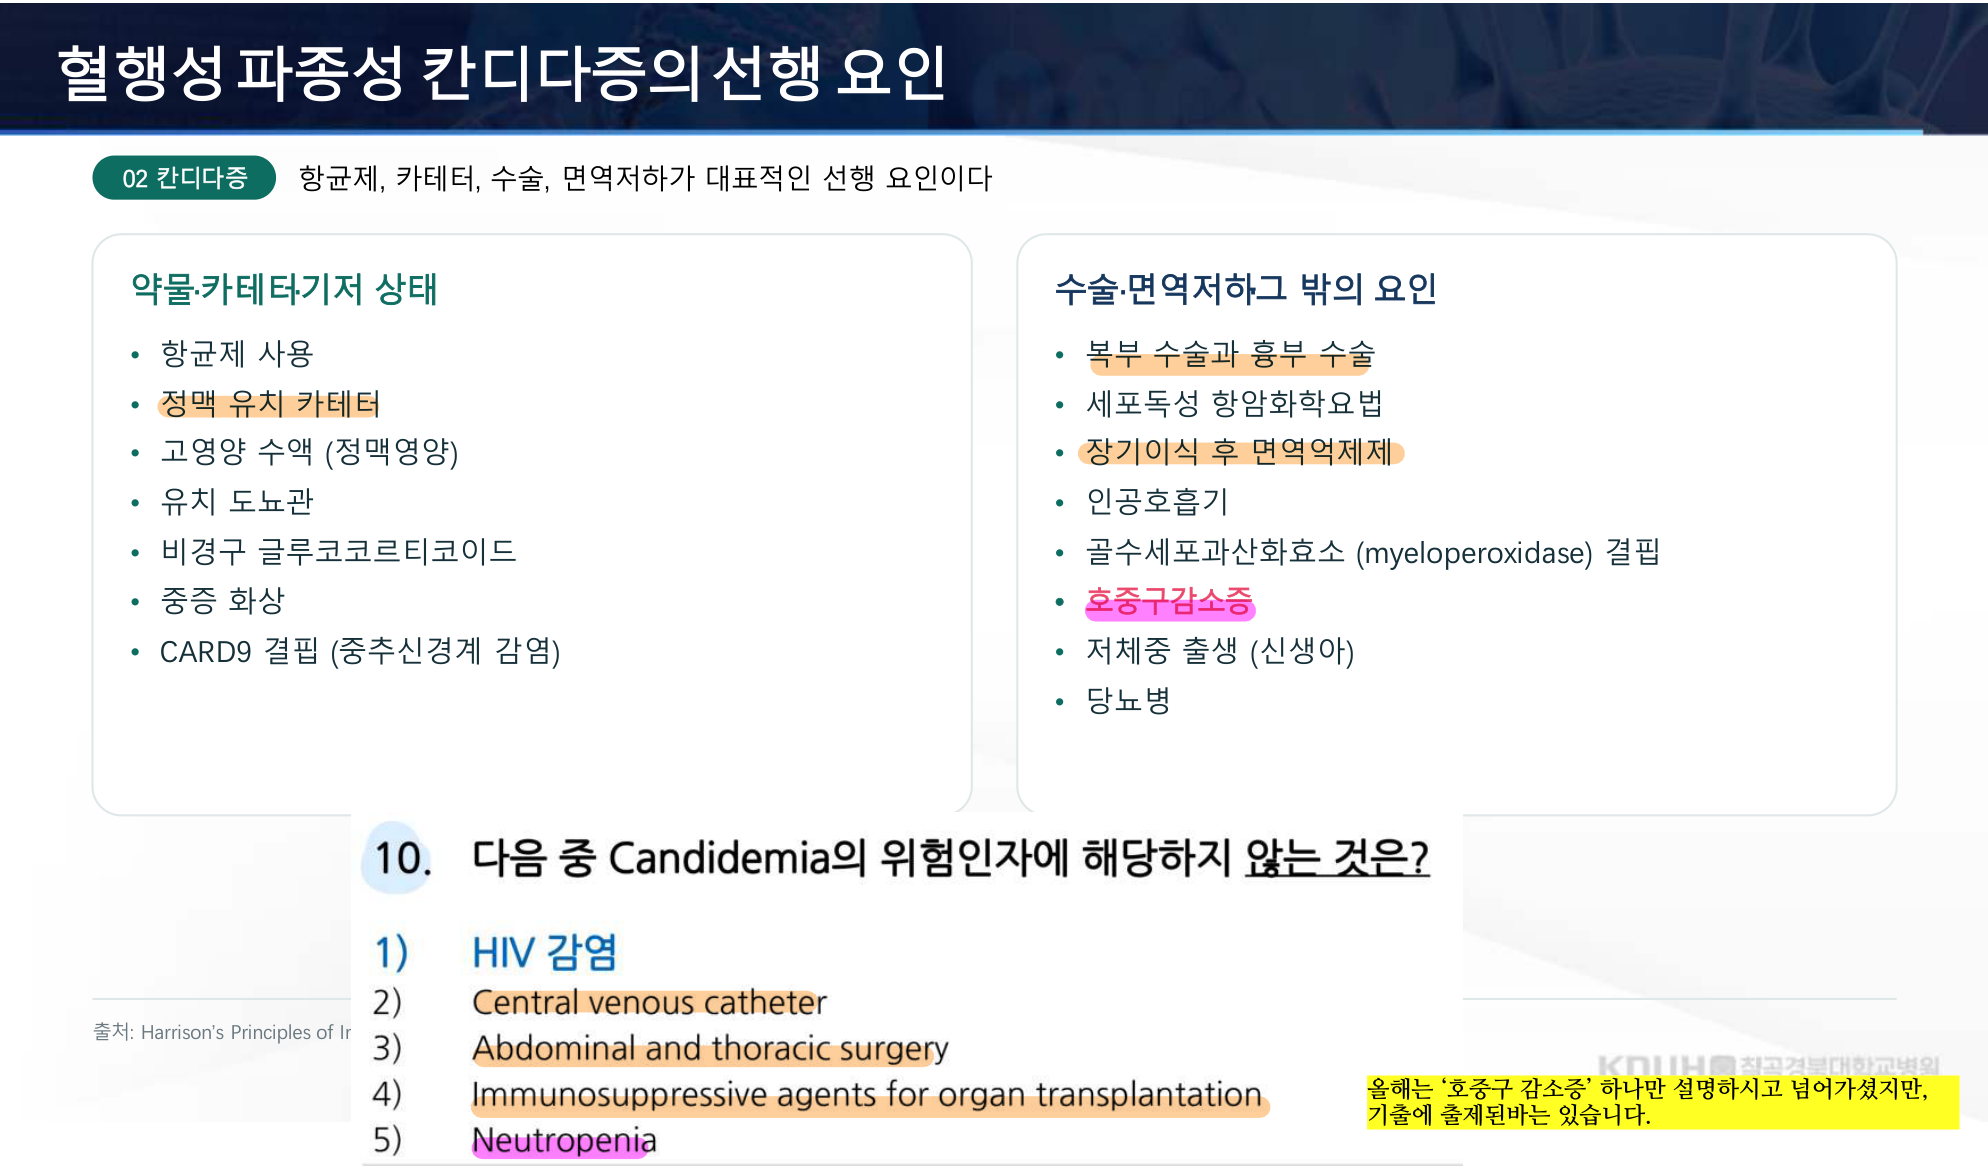 혈행성 파종성 칸디다증의 선행 요인
02 칸디다증 항균제, 카테터, 수술, 면역저하가 대표적인 선행 요인이다
약물·카테터·기저 상태
• 항균제 사용
• 정맥 유치 카테터
• 고영양 수액 (정맥영양)
• 유치 도뇨관
• 비경구 글루코코르티코이드
• 중증 화상
• CARD9 결핍 (중추신경계 감염)
수술·면역저하·그 밖의 요인
• 복부 수술과 흉부 수술
• 세포독성 항암화학요법
• 장기이식 후 면역억제제
• 인공호흡기
• 골수세포과산화효소 (myeloperoxidase) 결핍
• 호중구감소증
• 저체중 출생 (신생아)
• 당뇨병
10. 다음 중 Candidemia의 위험인자에 해당하지 않는 것은?
1) HIV 감염
2) Central venous catheter
3) Abdominal and thoracic surgery
4) Immunosuppressive agents for organ transplantation
5) Neutropenia
출처: Harrison's Principles of
KNUH 칠곡경북대학교병원
올해는 ‘호중구 감소증’ 하나만 설명하시고 넘어가셨지만,
기출에 출제된바는 있습니다.